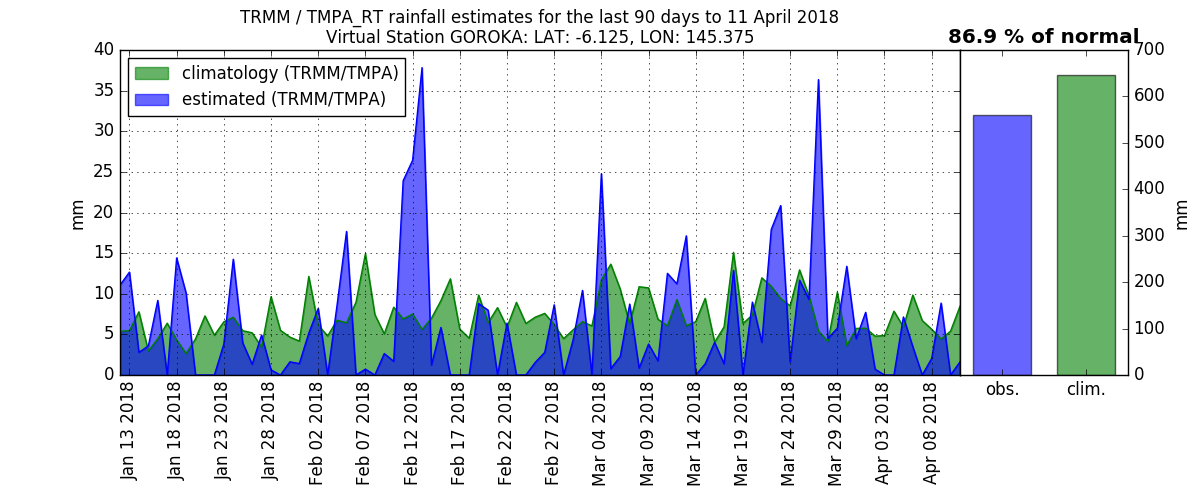 TRMM / TMPA_RT rainfall estimates for the last 90 days to 11 April 2018
Virtual Station GOROKA: LAT: -6.125, LON: 145.375
86.9 % of normal
climatology (TRMM/TMPA)
estimated (TRMM/TMPA)
mm
40
35
30
25
20
15
10
5
0
Jan 13 2018
Jan 18 2018
Jan 23 2018
Jan 28 2018
Feb 02 2018
Feb 07 2018
Feb 12 2018
Feb 17 2018
Feb 22 2018
Feb 27 2018
Mar 04 2018
Mar 09 2018
Mar 14 2018
Mar 19 2018
Mar 24 2018
Mar 29 2018
Apr 03 2018
Apr 08 2018
obs.
clim.
700
600
500
400
300
200
100
0
mm